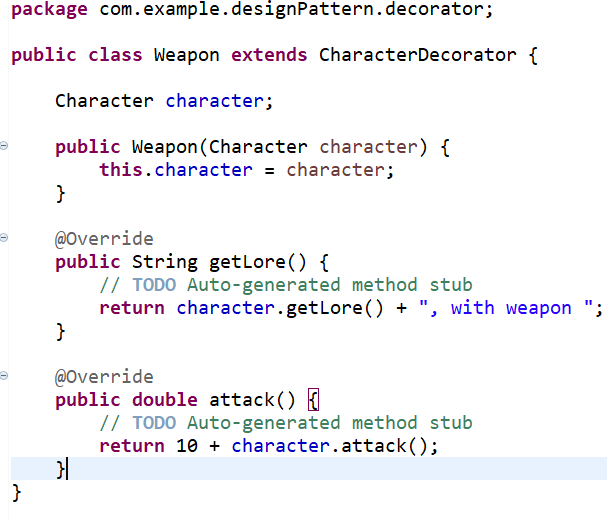 package com.example.designPattern.decorator;
public class Weapon extends CharacterDecorator {
Character character;
public Weapon(Character character) {
this.character = character;
}
@Override
public String getLore() {
// TODO Auto-generated method stub
return character.getLore() + ", with weapon ";
}
@Override
public double attack() {
// TODO Auto-generated method stub
return 10 + character.attack();
}
}